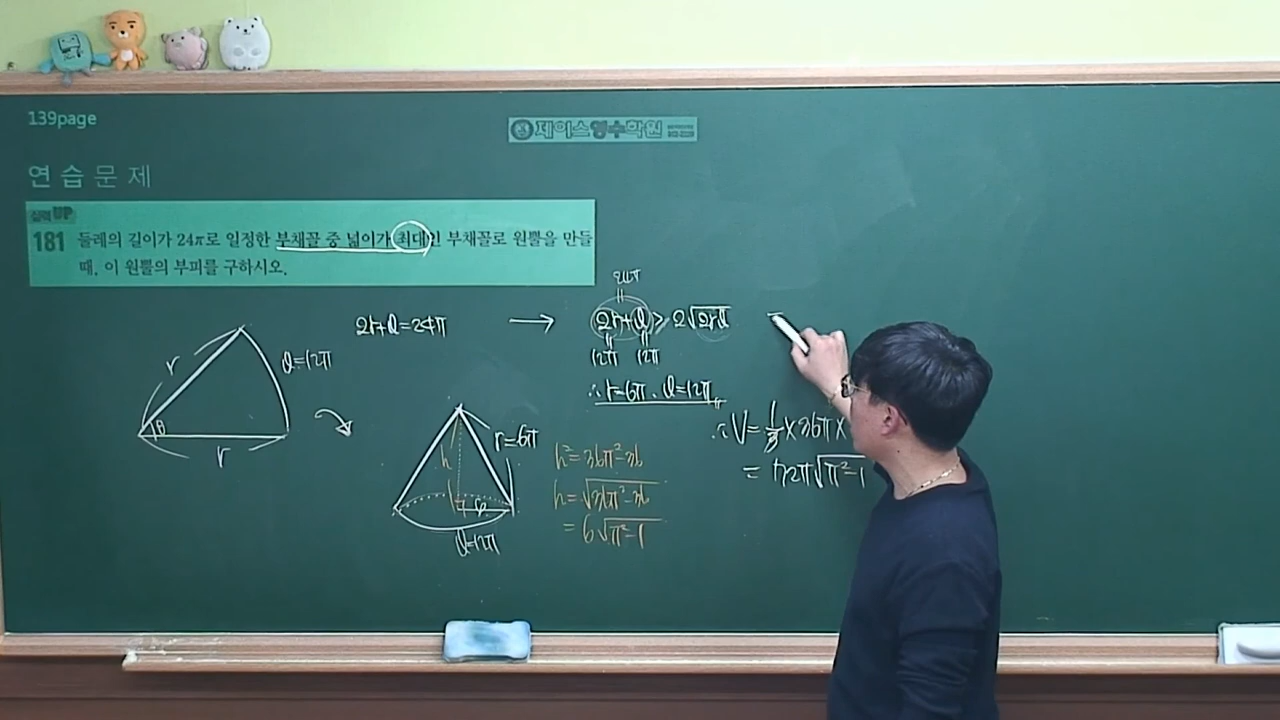 139page
제이스영수학원
연습문제
실력UP
181 둘레의 길이가 24π로 일정한 부채꼴 중 넓이가 최대인 부채꼴로 원뿔을 만들
때, 이 원뿔의 부피를 구하시오.
24π
||
2r+l=24π → 2r+l ≥ 2√2rl
|| ||
12π 12π
∴ r=6π, l=12π
r
l=12π
θ
r
r=6π
h
6
l=12π
h²=36π²-36
h=√36π²-36
= 6√π²-1
∴ V= 1/3 × 36π ×
= 72π√π²-1